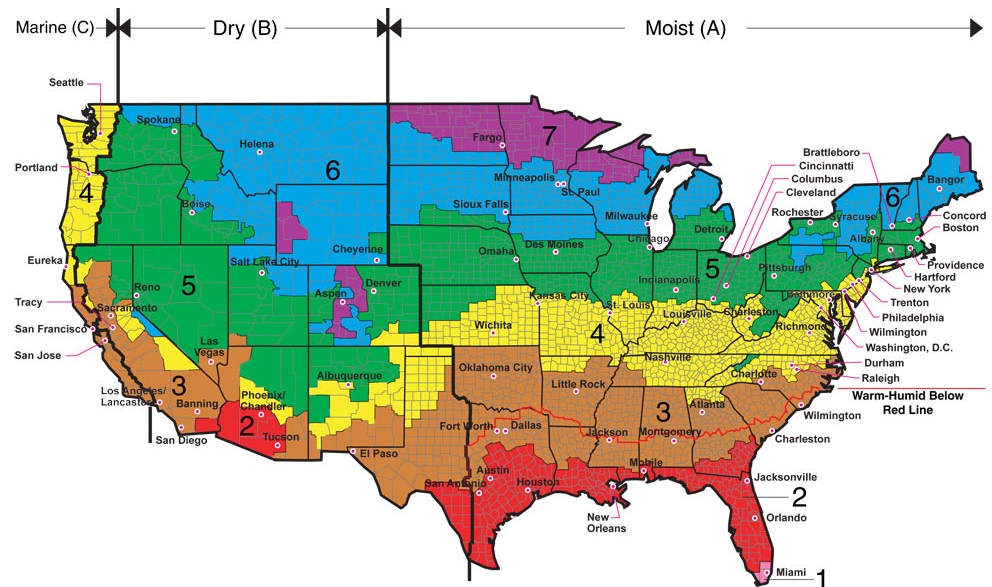 Marine (C)
Dry (B)
Moist (A)
Seattle
Spokane
Helena
6
Fargo
7
Brattleboro
Cincinnatti
Columbus
Cleveland
Portland
4
Boise
Minneapolis
St. Paul
Sioux Falls
Milwaukee
Rochester
Syracuse
6
Bangor
Concord
Boston
Eureka
Cheyenne
Salt Lake City
Omaha
Des Moines
Chicago
Detroit
Albany
Reno
5
Aspen
Denver
Indianapolis
5
Pittsburgh
Providence
Hartford
New York
Trenton
Philadelphia
Wilmington
Washington, D.C.
Tracy
Sacramento
San Francisco
San Jose
Las
Vegas
Wichita
Kansas City
St. Louis
4
Louisville
Charleston
Baltimore
Richmond
Nashville
Durham
Raleigh
3
Los Angeles/
Lancaster
Banning
San Diego
Phoenix/
Chandler
2
Tucson
Albuquerque
El Paso
Oklahoma City
Little Rock
3
Atlanta
Charlotte
Warm-Humid Below
Red Line
Wilmington
Charleston
Fort Worth
Dallas
Jackson
Montgomery
Austin
San Antonio
Houston
Mobile
New
Orleans
Jacksonville
2
Orlando
Miami
1